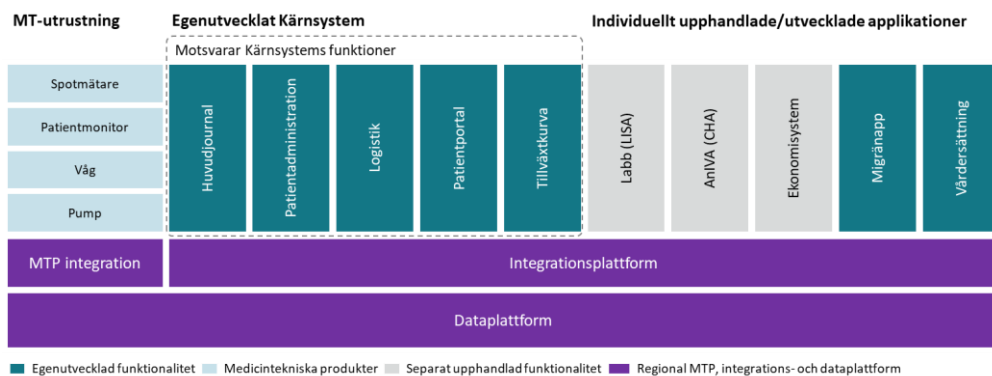 MT-utrustning
Egenutvecklat Kärnsystem
Individuellt upphandlade/utvecklade applikationer
Motsvarar Kärnsystems funktioner
Spotmätare
Patientmonitor
Våg
Pump
Huvudjournal
Patientadministration
Logistik
Patientportal
Tillväxtkurva
Labb (LISA)
AnIVA (CHA)
Ekonomisystem
Migränapp
Vårdersättning
MTP integration
Integrationsplattform
Dataplattform
Egenutvecklad funktionalitet
Medicintekniska produkter
Separat upphandlad funktionalitet
Regional MTP, integrations- och dataplattform